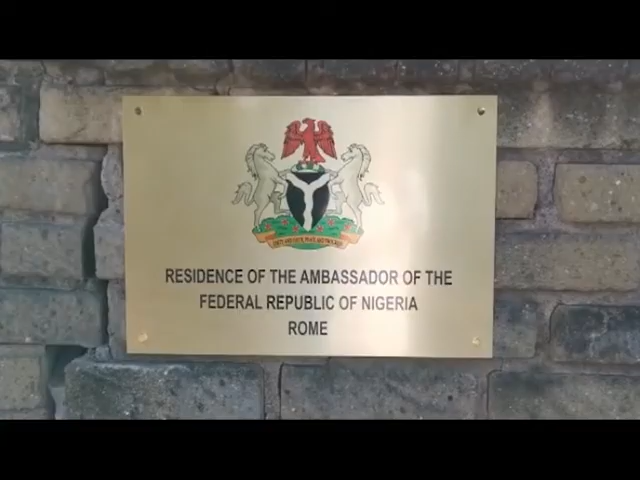 RESIDENCE OF THE AMBASSADOR OF THE
FEDERAL REPUBLIC OF NIGERIA
ROME